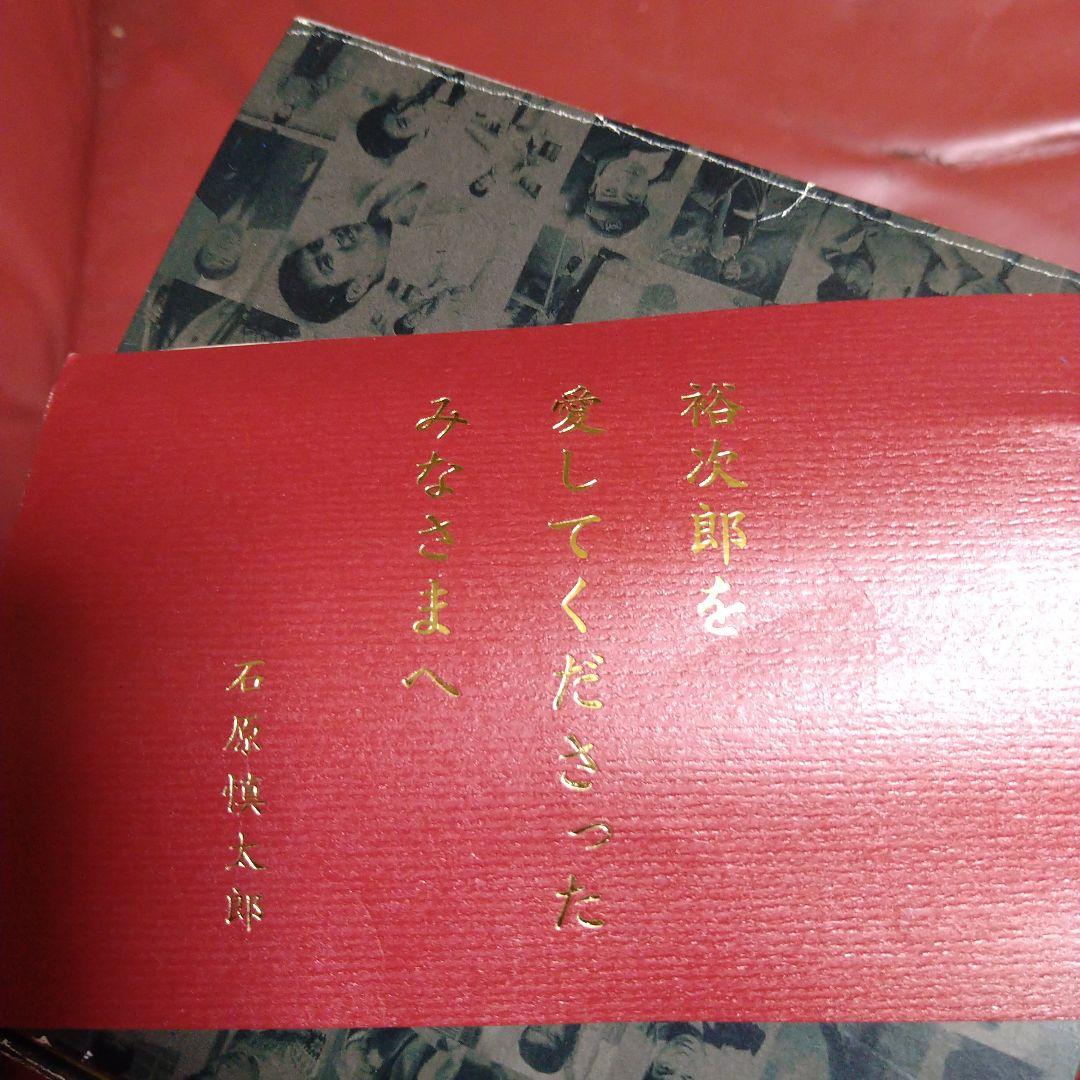 裕次郎を
愛してくださった
みなさまへ
石原慎太郎